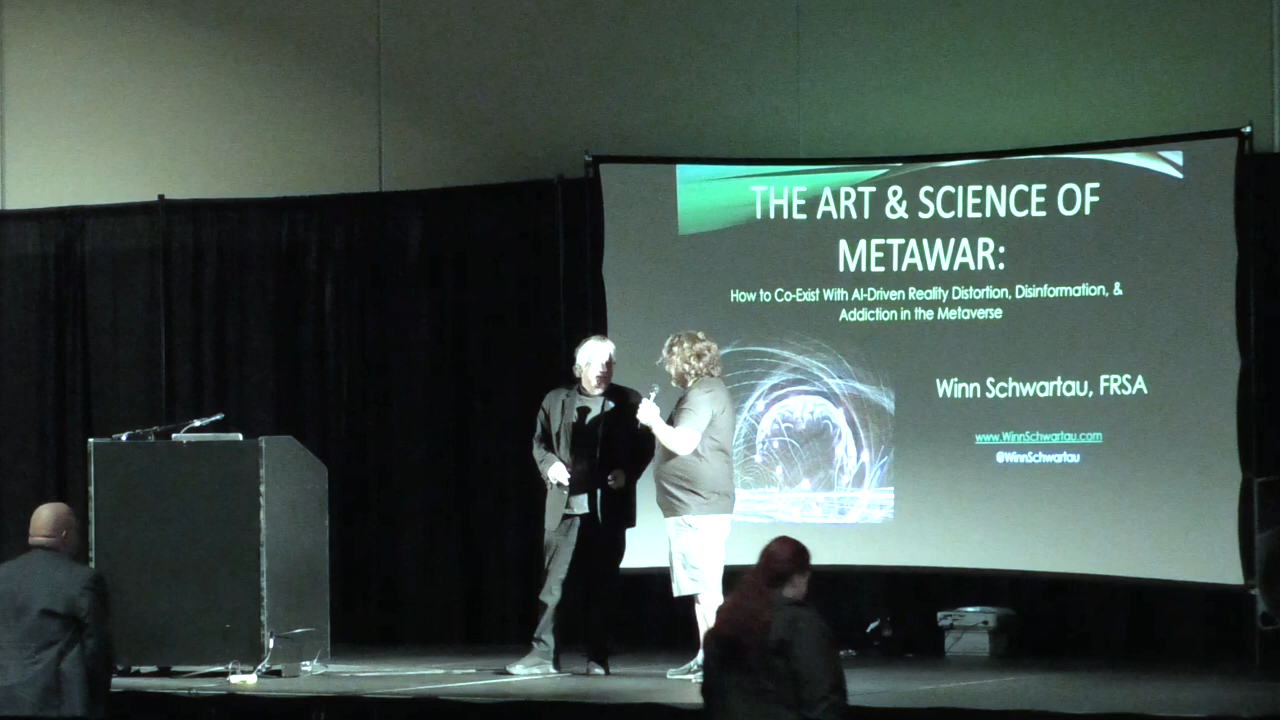 THE ART & SCIENCE OF
METAWAR:
How to Co-Exist With AI-Driven Reality Distortion, Disinformation, &
Addiction in the Metaverse
Winn Schwartau, FRSA
www.WinnSchwartau.com
@WinnSchwartau